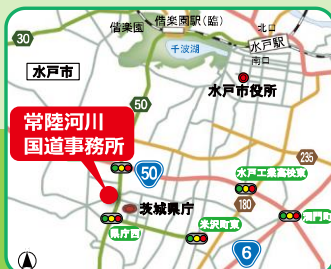 偕楽園
偕楽園駅(臨)
30
千波湖
北口
水戸駅
南口
水戸市
50
水戸市役所
常陸河川
国道事務所
50
水戸工業高校東
235
180
茨城県庁
県庁西
米沢町東
6